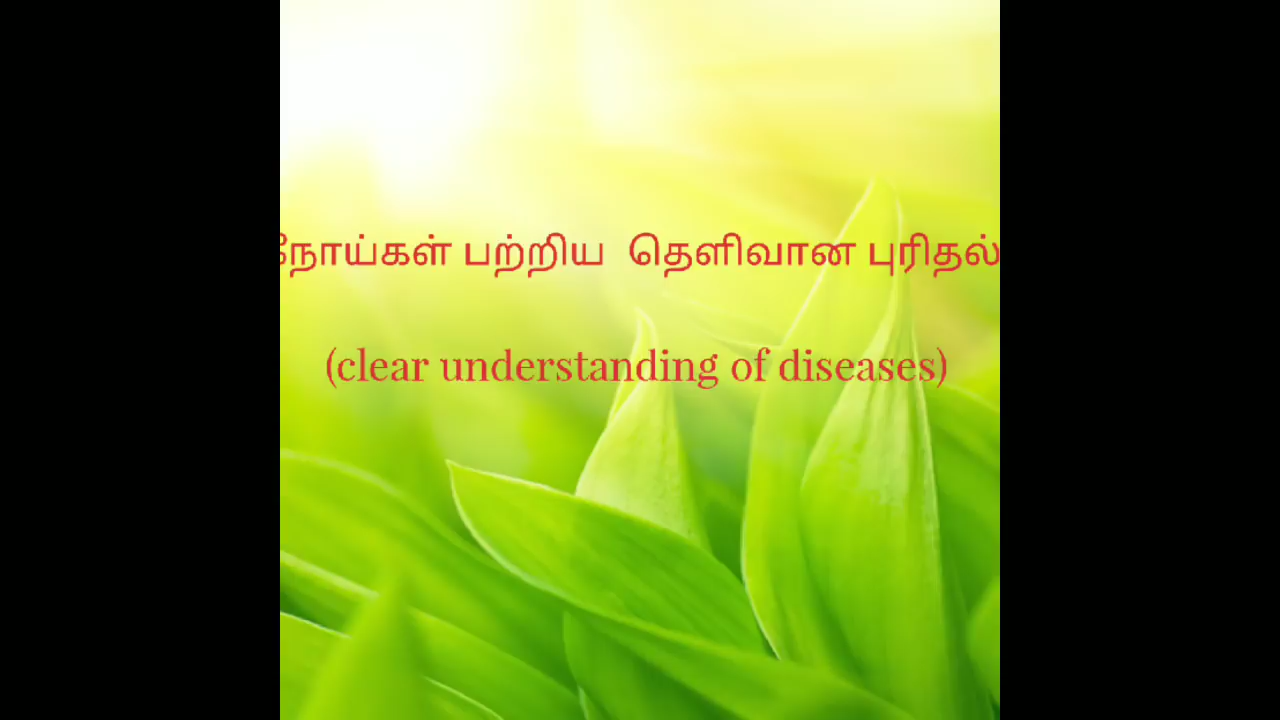 நோய்கள் பற்றிய தெளிவான புரிதல்
(clear understanding of diseases)